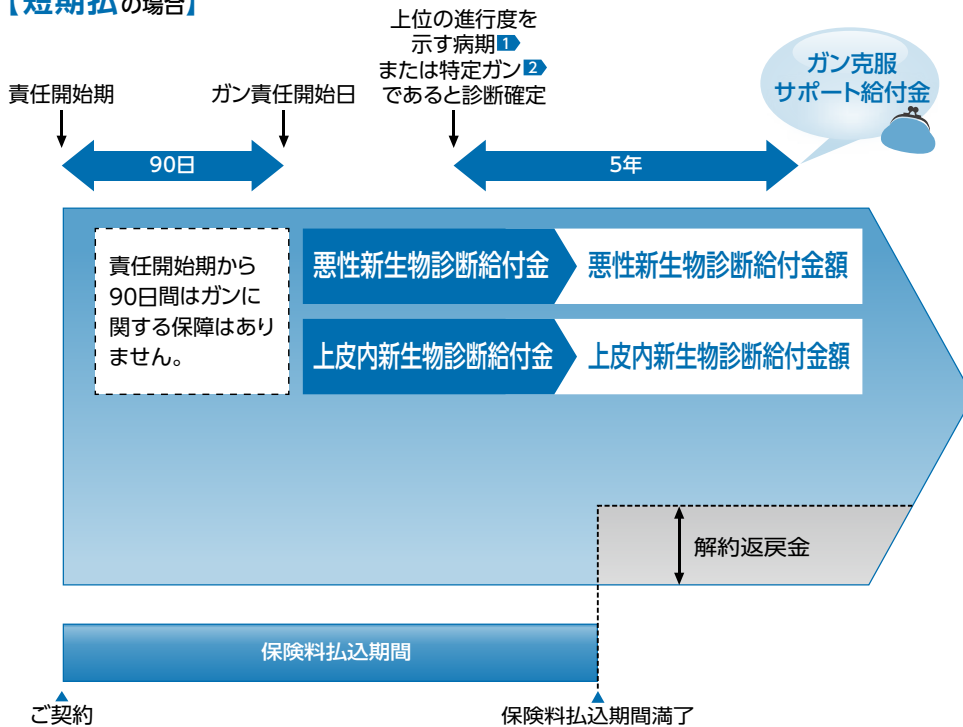 【短期払の場合】
上位の進行度を
示す病期1
または特定ガン2
であると診断確定
ガン克服
サポート給付金
責任開始期
ガン責任開始日
90日
5年
責任開始期から
90日間はガンに
関する保障はあり
ません。
悪性新生物診断給付金
悪性新生物診断給付金額
上皮内新生物診断給付金
上皮内新生物診断給付金額
解約返戻金
保険料払込期間
ご契約
保険料払込期間満了